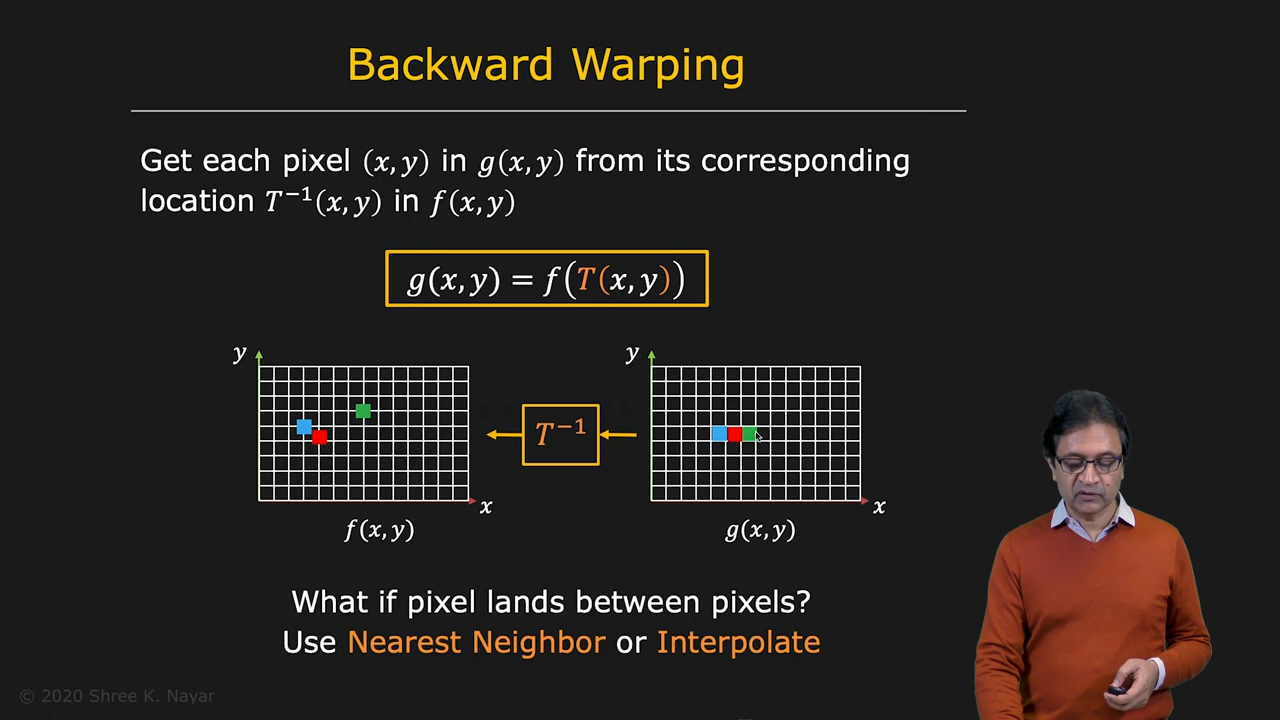 Backward Warping
Get each pixel (x, y) in g(x, y) from its corresponding
location T⁻¹(x, y) in f(x, y)
g(x, y) = f(T(x, y))
y
y
T⁻¹
x
x
f(x, y)
g(x, y)
What if pixel lands between pixels?
Use Nearest Neighbor or Interpolate
© 2020 Shree K. Nayar